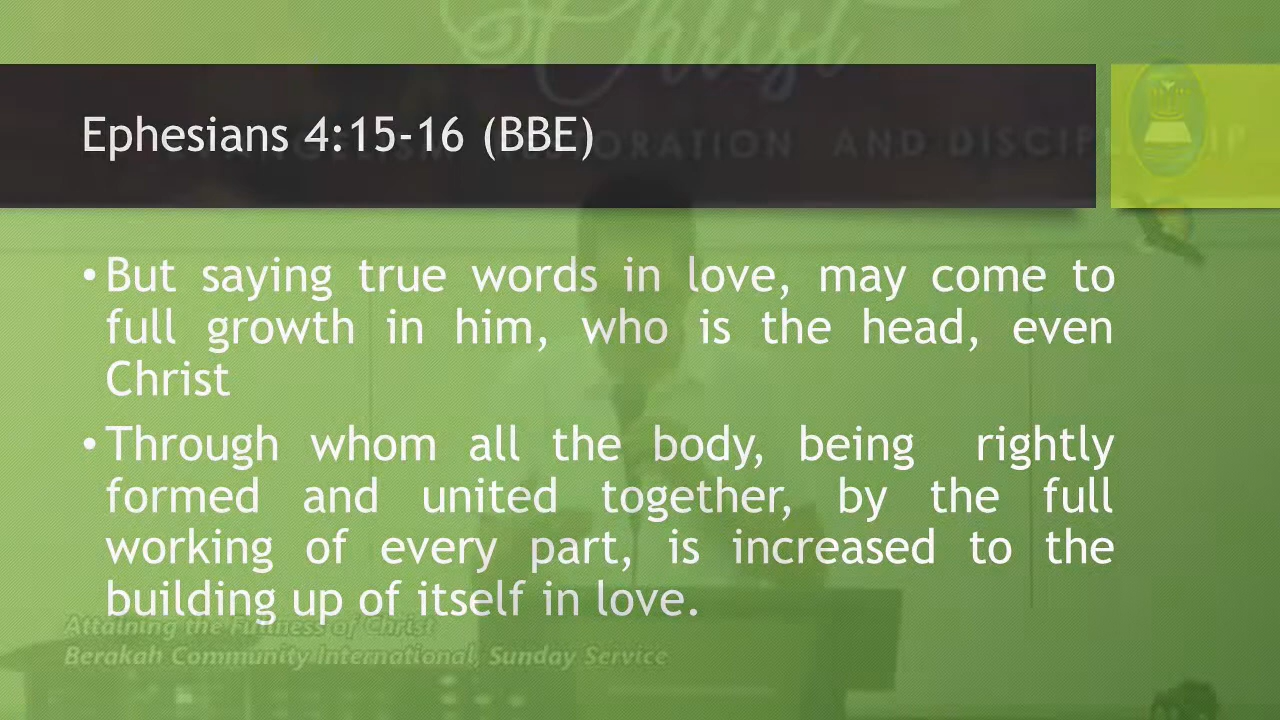 Christ
AND DISCIPLESHIP
Ephesians 4:15-16 (BBE)
•But saying true words in love, may come to
full growth in him, who is the head, even
Christ
•Through whom all the body, being rightly
formed and united together, by the full
working of every part, is increased to the
building up of itself in love.
Attaining the Fullness of Christ
Berakah Community International, Sunday Service